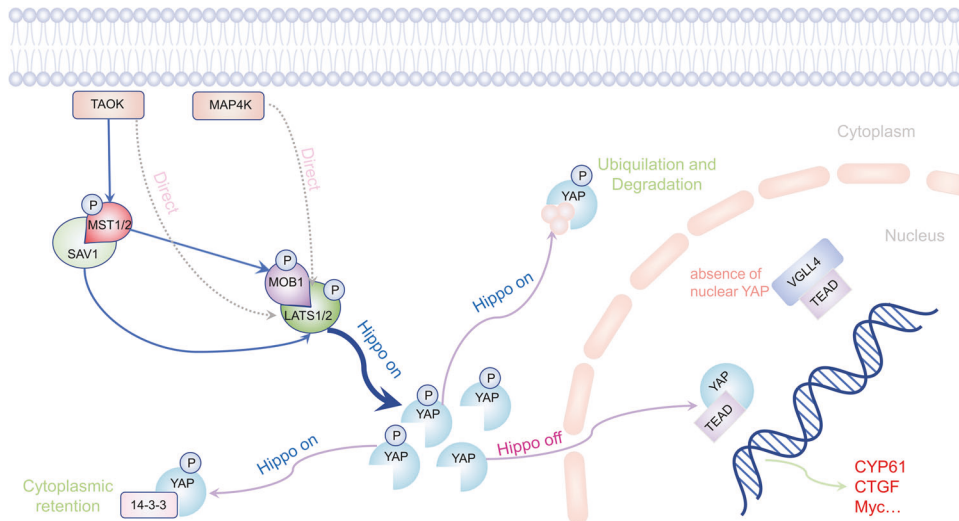 TAOK
MAP4K
Direct
Direct
Cytoplasm
Nucleus
Ubiquilation and
Degradation
P
YAP
P
MST1/2
SAV1
P
MOB1
P
LATS1/2
Hippo on
Hippo on
absence of
nuclear YAP
VGLL4
TEAD
P
YAP
P
YAP
P
YAP
YAP
Hippo off
YAP
TEAD
Hippo on
Cytoplasmic
retention
P
YAP
14-3-3
CYP61
CTGF
Myc...